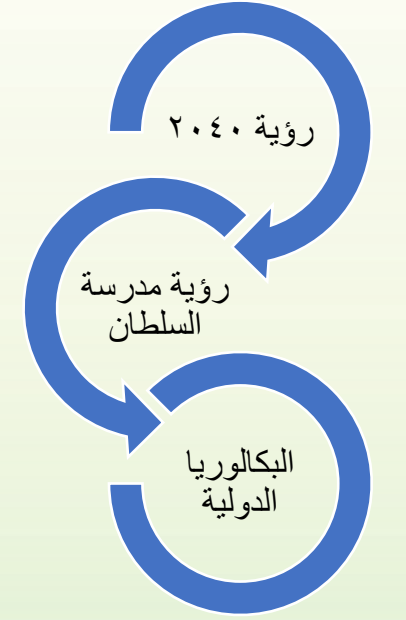 رؤية ٢٠٤٠
رؤية مدرسة
السلطان
البكالوريا
الدولية